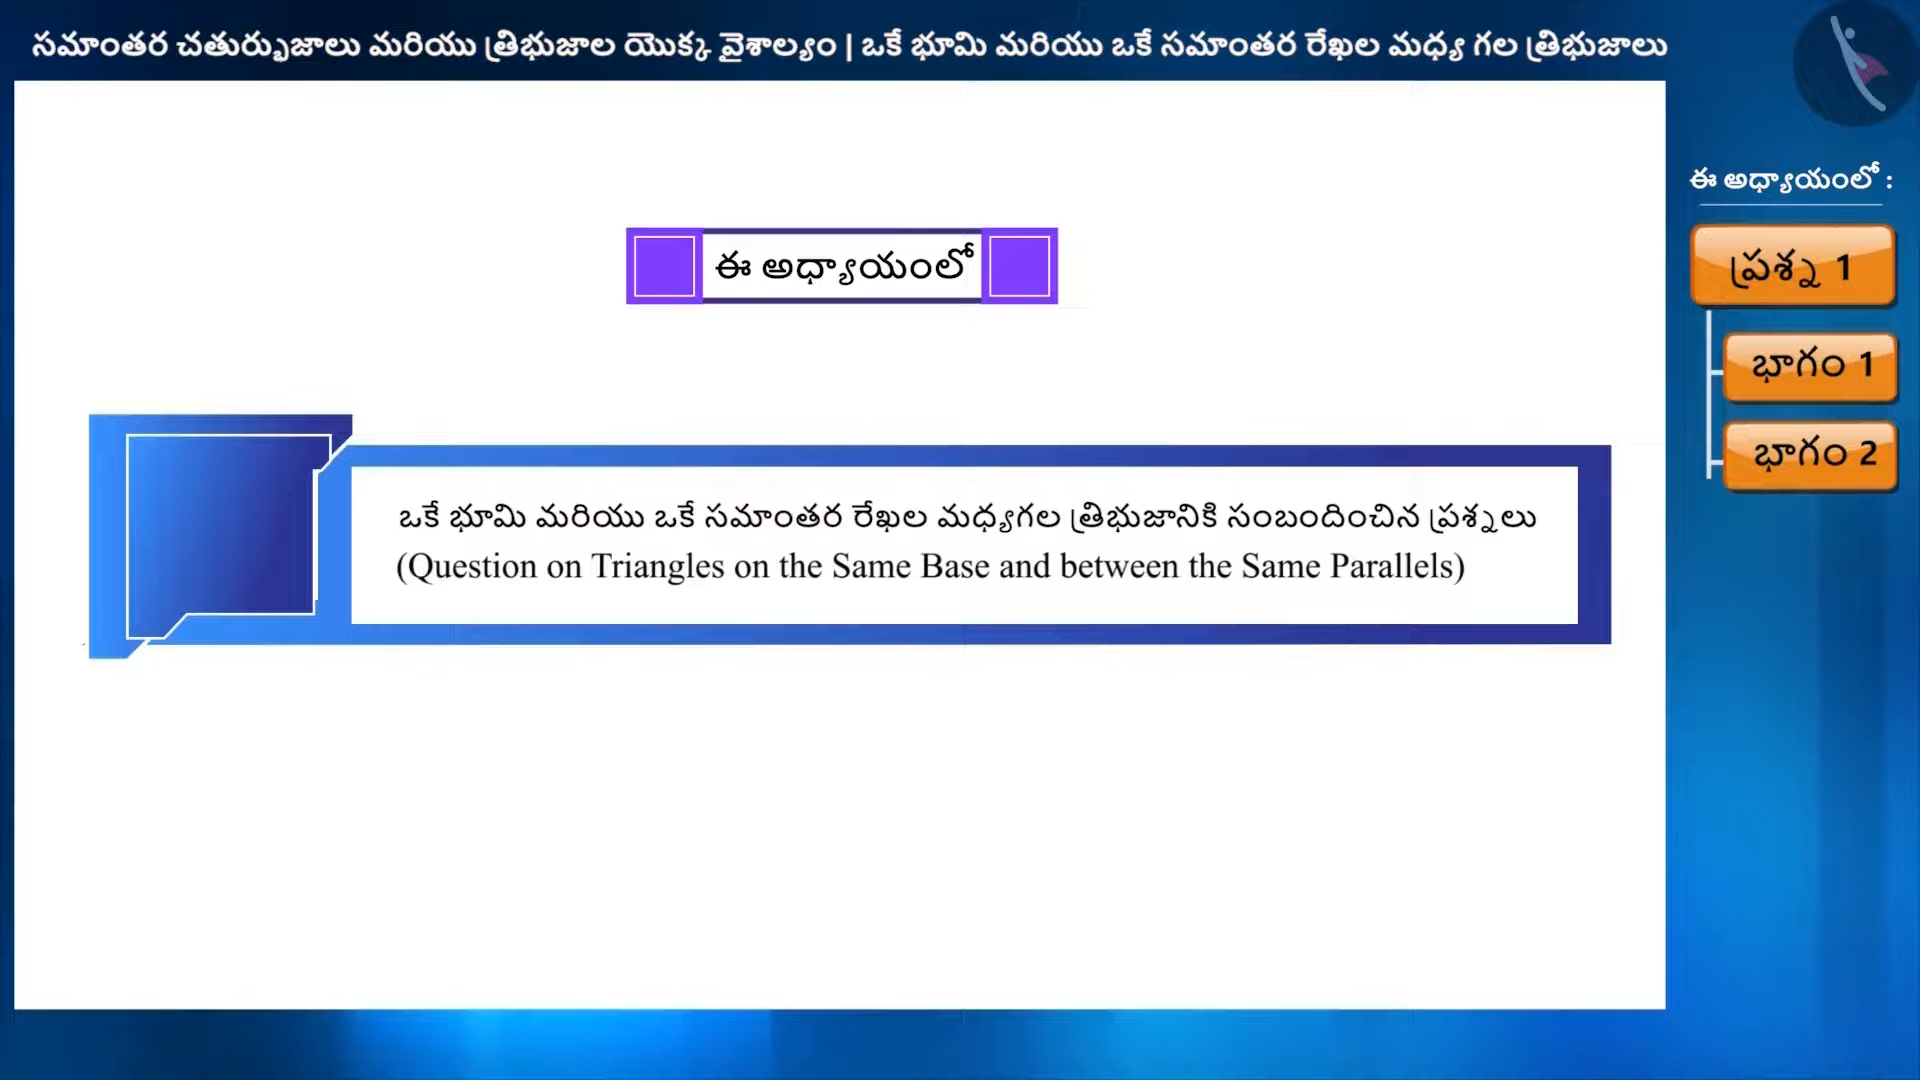 సమాంతర చతుర్భుజాలు మరియు త్రిభుజాల యొక్క వైశాల్యం | ఒకే భూమి మరియు ఒకే సమాంతర రేఖల మధ్య గల త్రిభుజాలు
ఈ అధ్యాయంలో
ఒకే భూమి మరియు ఒకే సమాంతర రేఖల మధ్యగల త్రిభుజానికి సంబందించిన ప్రశ్నలు
(Question on Triangles on the Same Base and between the Same Parallels)
ఈ అధ్యాయంలో :
ప్రశ్న 1
భాగం 1
భాగం 2